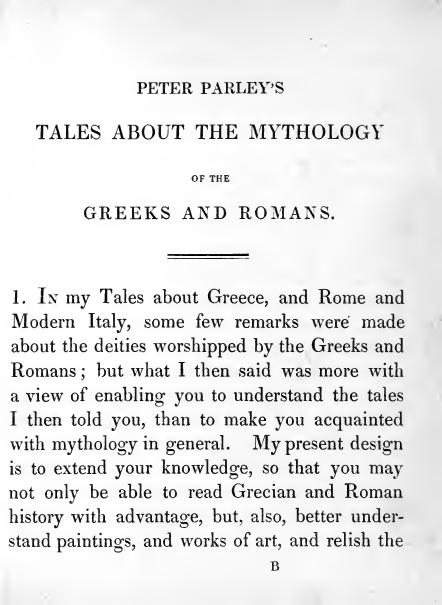 PETER PARLEY'S
TALES ABOUT THE MYTHOLOGY
OF THE
GREEKS AND ROMANS.
1. In my Tales about Greece, and Rome and
Modern Italy, some few remarks were made
about the deities worshipped by the Greeks and
Romans; but what I then said was more with
a view of enabling you to understand the tales
I then told you, than to make you acquainted
with mythology in general. My present design
is to extend your knowledge, so that you may
not only be able to read Grecian and Roman
history with advantage, but, also, better under-
stand paintings, and works of art, and relish the
B